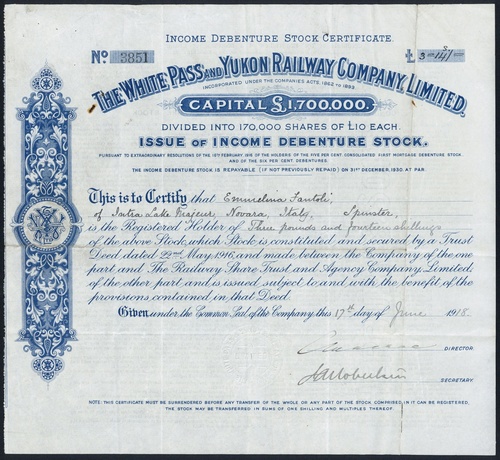 INCOME DEBENTURE STOCK CERTIFICATE.
No 3851
£3-14/
THE WHITE PASS AND YUKON RAILWAY COMPANY, LIMITED,
INCORPORATED UNDER THE COMPANIES ACTS, 1862 TO 1893.
CAPITAL £1,700,000.
DIVIDED INTO 170,000 SHARES OF £10 EACH.
ISSUE OF INCOME DEBENTURE STOCK.
PURSUANT TO EXTRAORDINARY RESOLUTIONS OF THE 15TH FEBRUARY, 1916 OF THE HOLDERS OF THE FIVE PER CENT CONSOLIDATED FIRST MORTGAGE DEBENTURE STOCK
AND OF THE SIX PER CENT DEBENTURES.
THE INCOME DEBENTURE STOCK IS REPAYABLE (IF NOT PREVIOUSLY REPAID) ON 31ST DECEMBER, 1930, AT PAR.
This is to Certify that Emmelina Fantoli,
of Intra Lake Majeur, Novara, Italy, Spinster,
is the Registered Holder of Three pounds and fourteen shillings
of the above Stock, which Stock is constituted and secured by a Trust
Deed dated 22nd May 1916, and made between the Company of the one
part and The Railway Share Trust and Agency Company, Limited,
of the other part and is issued subject to and with the benefit of the
provisions contained in that Deed.
Given under the Common Seal of the Company this 17th day of June 1918.
DIRECTOR.
SECRETARY.
NOTE: THIS CERTIFICATE MUST BE SURRENDERED BEFORE ANY TRANSFER OF THE WHOLE OR ANY PART OF THE STOCK COMPRISED IN IT CAN BE REGISTERED.
THE STOCK MAY BE TRANSFERRED IN SUMS OF ONE SHILLING AND MULTIPLES THEREOF.